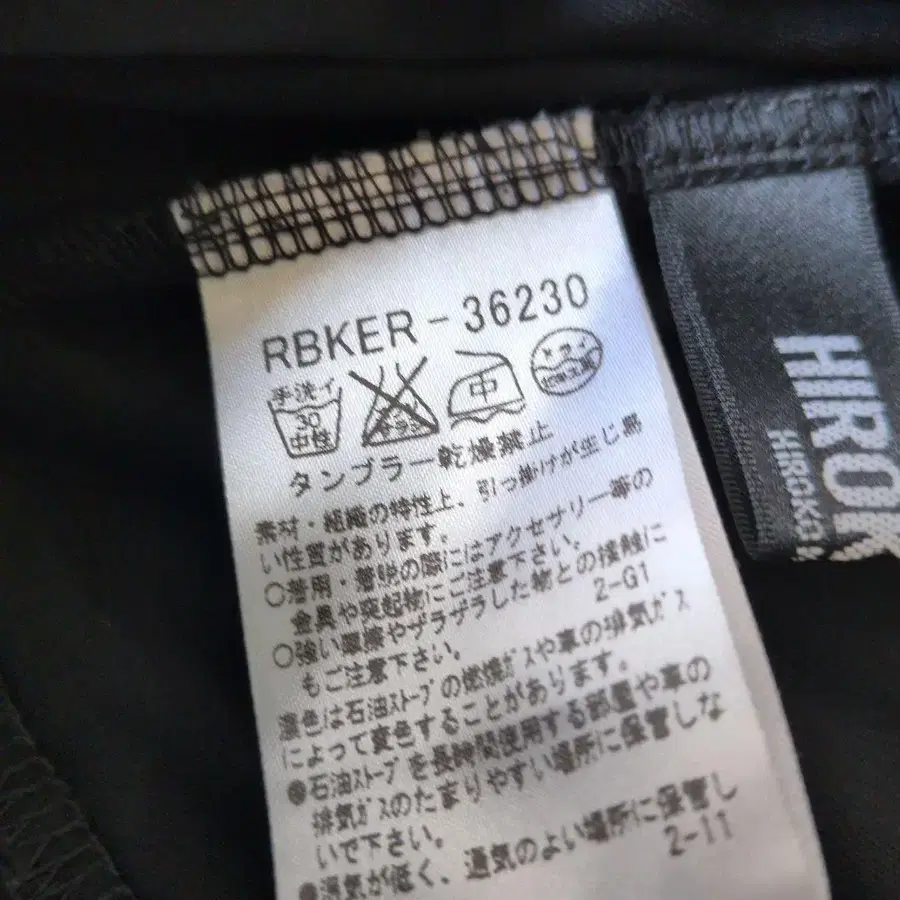 RBKER-36230
手洗イ
30
中性
エンソサラシ
中
ドライ
タンブラー乾燥禁止
素材・組織の特性上、引っ掛けが生じ易
い性質があります。
○着用・着脱の際にはアクセサリー等の
金具や突起物にご注意下さい。
○強い摩擦やザラザラした物との接触に
もご注意下さい。
2-G1
淡色は石油ストーブの燃焼ガスや車の排気ガス
によって変色することがあります。
●石油ストーブを長時間使用する部屋や車の
排気ガスのたまりやすい場所に保管しな
いで下さい。
●湿気が低く、通気のよい場所に保管し
2-11
HIROK
HIROKO K